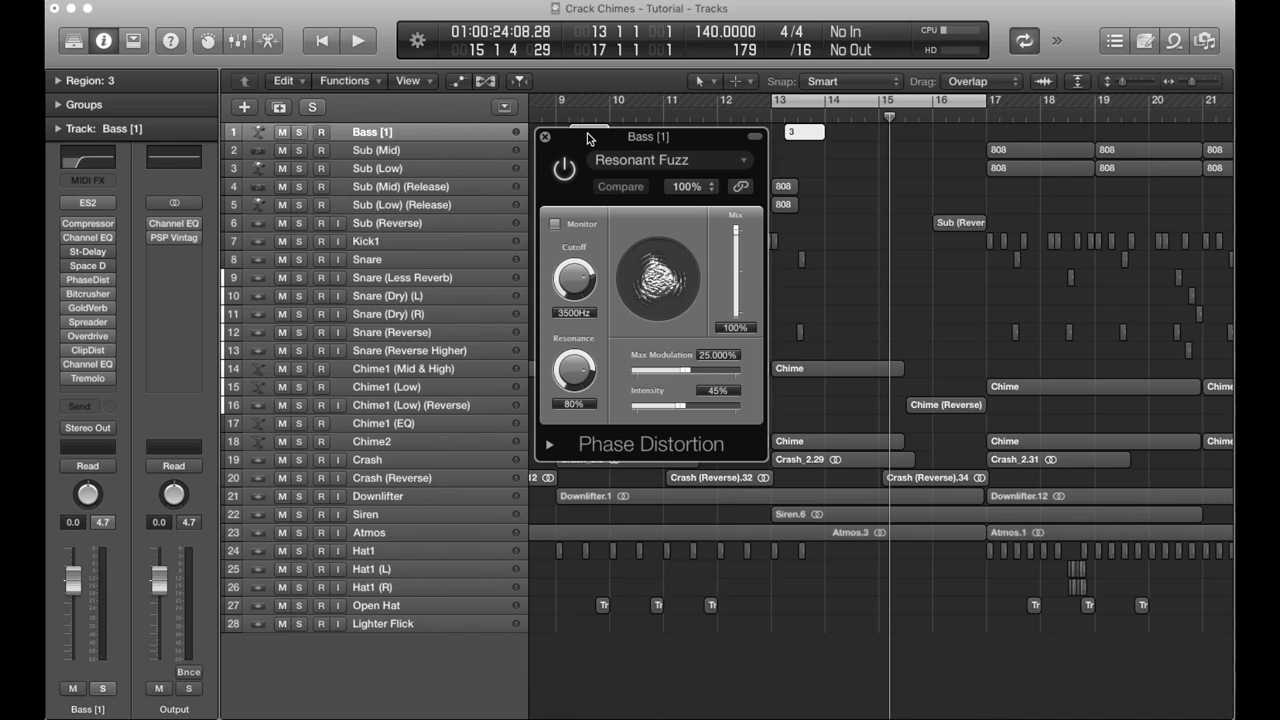 Crack Chimes - Tutorial - Tracks
01:00:24:08.28 13 1 1 1 140.0000 4/4 No In CPU
15 1 4 29 17 1 1 1 179 /16 No Out HD
Region: 3
Edit Functions View Snap: Smart Drag: Overlap
Groups
S
9 10 11 12 13 14 15 16 17 18 19 20 21
Track: Bass [1]
1 M S R Bass [1] 3
2 M S R Sub (Mid) 808 808 808
3 M S R Sub (Low) 808 808 808
4 M S R Sub (Mid) (Release) 808
5 M S R Sub (Low) (Release) 808
6 M S R I Sub (Reverse) Sub (Rever
7 M S R I Kick1
8 M S R I Snare
9 M S R I Snare (Less Reverb)
10 M S R I Snare (Dry) (L)
11 M S R I Snare (Dry) (R)
12 M S R I Snare (Reverse)
13 M S R I Snare (Reverse Higher)
14 M S R I Chime1 (Mid & High) Chime
15 M S R I Chime1 (Low) Chime Chime
16 M S R I Chime1 (Low) (Reverse) Chime (Reverse)
17 M S R I Chime1 (EQ)
18 M S R I Chime2 Chime Chime Chime
19 M S R I Crash Crash_2.29 Crash_2.31
20 M S R I Crash (Reverse) 12 Crash (Reverse).32 Crash (Reverse).34
21 M S R I Downlifter Downlifter.1 Downlifter.12
22 M S R I Siren Siren.6
23 M S R I Atmos Atmos.3 Atmos.1
24 M S R I Hat1
25 M S R I Hat1 (L)
26 M S R I Hat1 (R)
27 M S R I Open Hat Tr Tr Tr Tr Tr Tr
28 M S R I Lighter Flick
MIDI FX
ES2
Compressor
Channel EQ
St-Delay
Space D
PhaseDist
Bitcrusher
GoldVerb
Spreader
Overdrive
ClipDist
Channel EQ
Tremolo
Send
Stereo Out
Read
0.0 4.7
M S
Bass [1]
Channel EQ
PSP Vintag
Read
0.0 4.7
Bnce
M S
Output
Bass [1]
Resonant Fuzz
Compare 100%
Monitor
Cutoff
3500Hz
Resonance
80%
Mix
100%
Max Modulation 25.000%
Intensity 45%
Phase Distortion